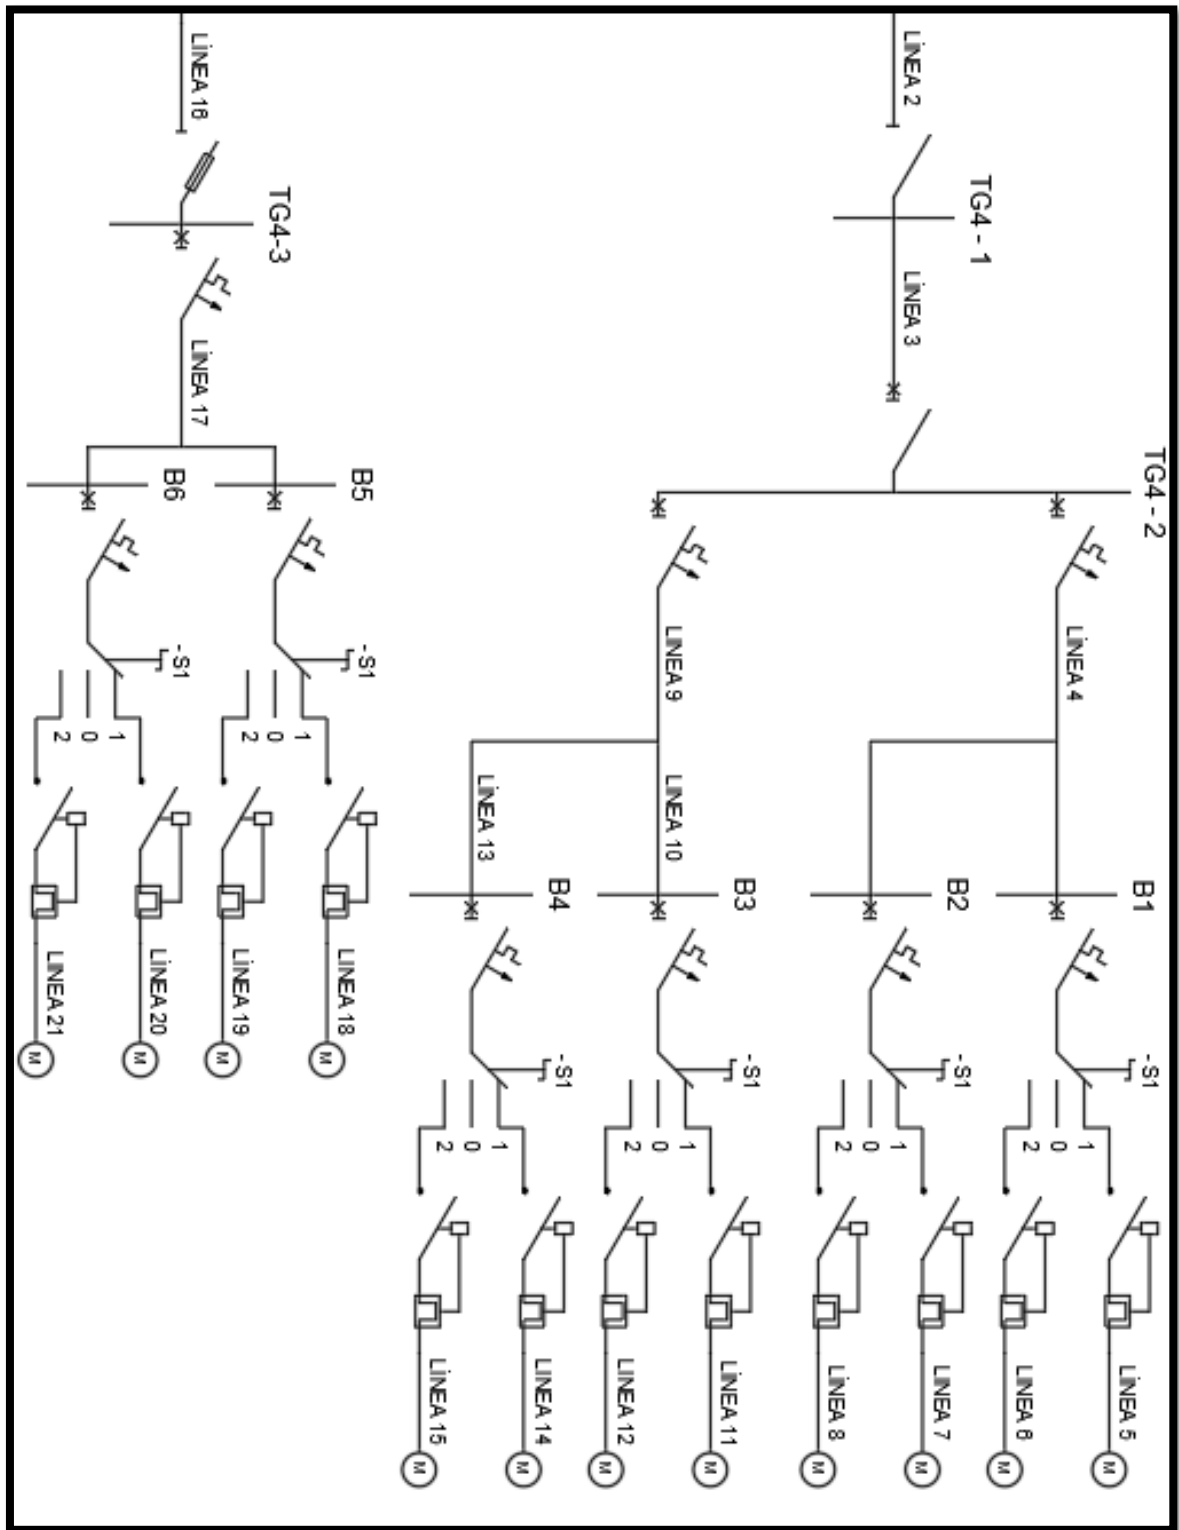 LÍNEA 2
TG4 - 1
LÍNEA 3
TG4 - 2
LÍNEA 4
B1
- S1
1
0
2
LÍNEA 5
LÍNEA 6
M
M
B2
- S1
1
0
2
LÍNEA 7
LÍNEA 8
M
M
LÍNEA 9
LÍNEA 10
B3
- S1
1
0
2
LÍNEA 11
LÍNEA 12
M
M
LÍNEA 13
B4
- S1
1
0
2
LÍNEA 14
LÍNEA 15
M
M
LÍNEA 16
TG4-3
LÍNEA 17
B5
- S1
1
0
2
LÍNEA 18
LÍNEA 19
M
M
B6
- S1
1
0
2
LÍNEA 20
LÍNEA 21
M
M